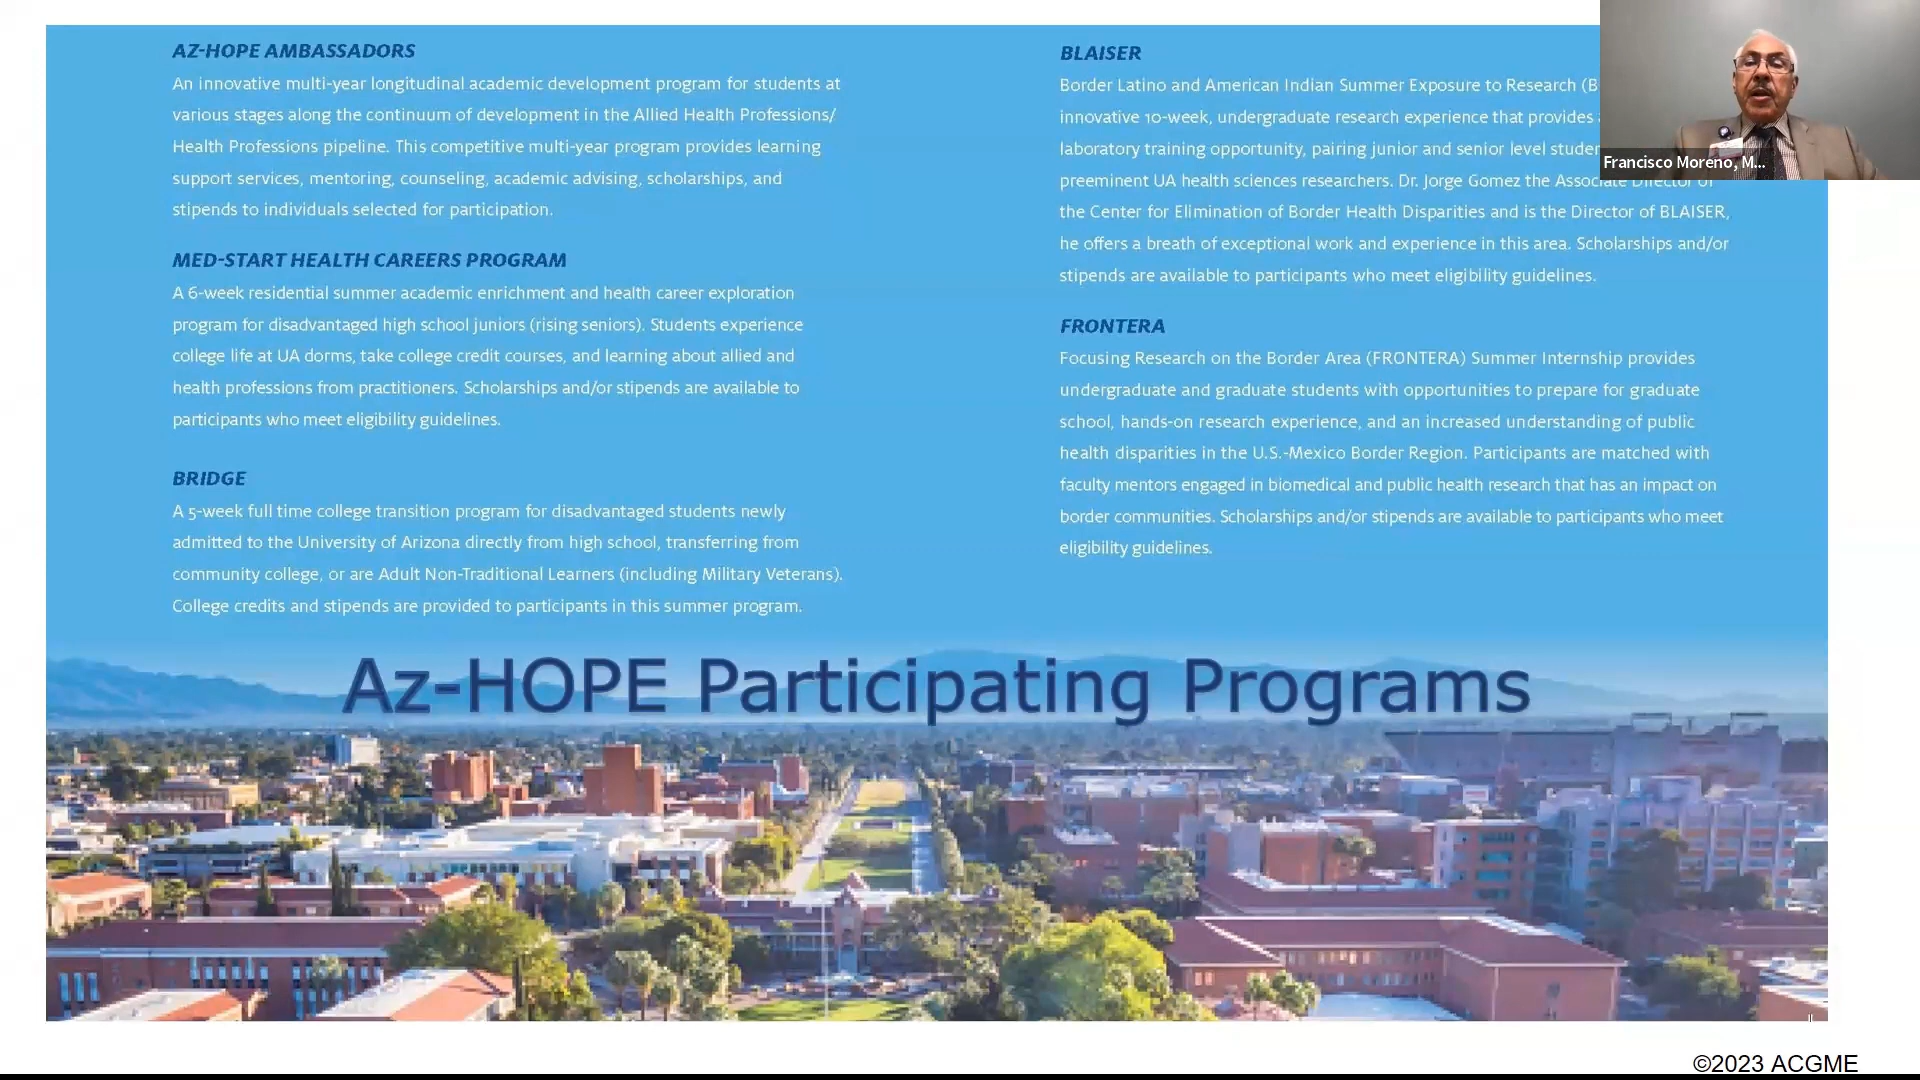 AZ-HOPE AMBASSADORS
An innovative multi-year longitudinal academic development program for students at
various stages along the continuum of development in the Allied Health Professions/
Health Professions pipeline. This competitive multi-year program provides learning
support services, mentoring, counseling, academic advising, scholarships, and
stipends to individuals selected for participation.
MED-START HEALTH CAREERS PROGRAM
A 6-week residential summer academic enrichment and health career exploration
program for disadvantaged high school juniors (rising seniors). Students experience
college life at UA dorms, take college credit courses, and learning about allied and
health professions from practitioners. Scholarships and/or stipends are available to
participants who meet eligibility guidelines.
BRIDGE
A 5-week full time college transition program for disadvantaged students newly
admitted to the University of Arizona directly from high school, transferring from
community college, or are Adult Non-Traditional Learners (including Military Veterans).
College credits and stipends are provided to participants in this summer program.
BLAISER
Border Latino and American Indian Summer Exposure to Research
innovative 10-week, undergraduate research experience that provides
laboratory training opportunity, pairing junior and senior level
preeminent UA health sciences researchers. Dr. Jorge Gomez the Associate Director of
the Center for Elimination of Border Health Disparities and is the Director of BLAISER,
he offers a breath of exceptional work and experience in this area. Scholarships and/or
stipends are available to participants who meet eligibility guidelines.
FRONTERA
Focusing Research on the Border Area (FRONTERA) Summer Internship provides
undergraduate and graduate students with opportunities to prepare for graduate
school, hands-on research experience, and an increased understanding of public
health disparities in the U.S.-Mexico Border Region. Participants are matched with
faculty mentors engaged in biomedical and public health research that has an impact on
border communities. Scholarships and/or stipends are available to participants who meet
eligibility guidelines.
Francisco Moreno, M...
Az-HOPE Participating Programs
©2023 ACGME